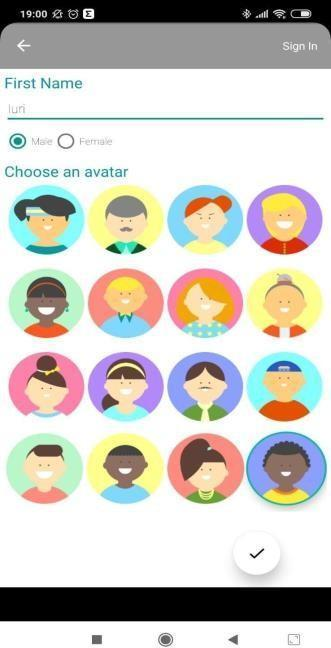 19:00
Sign In
First Name
Iuri
Male Female
Choose an avatar